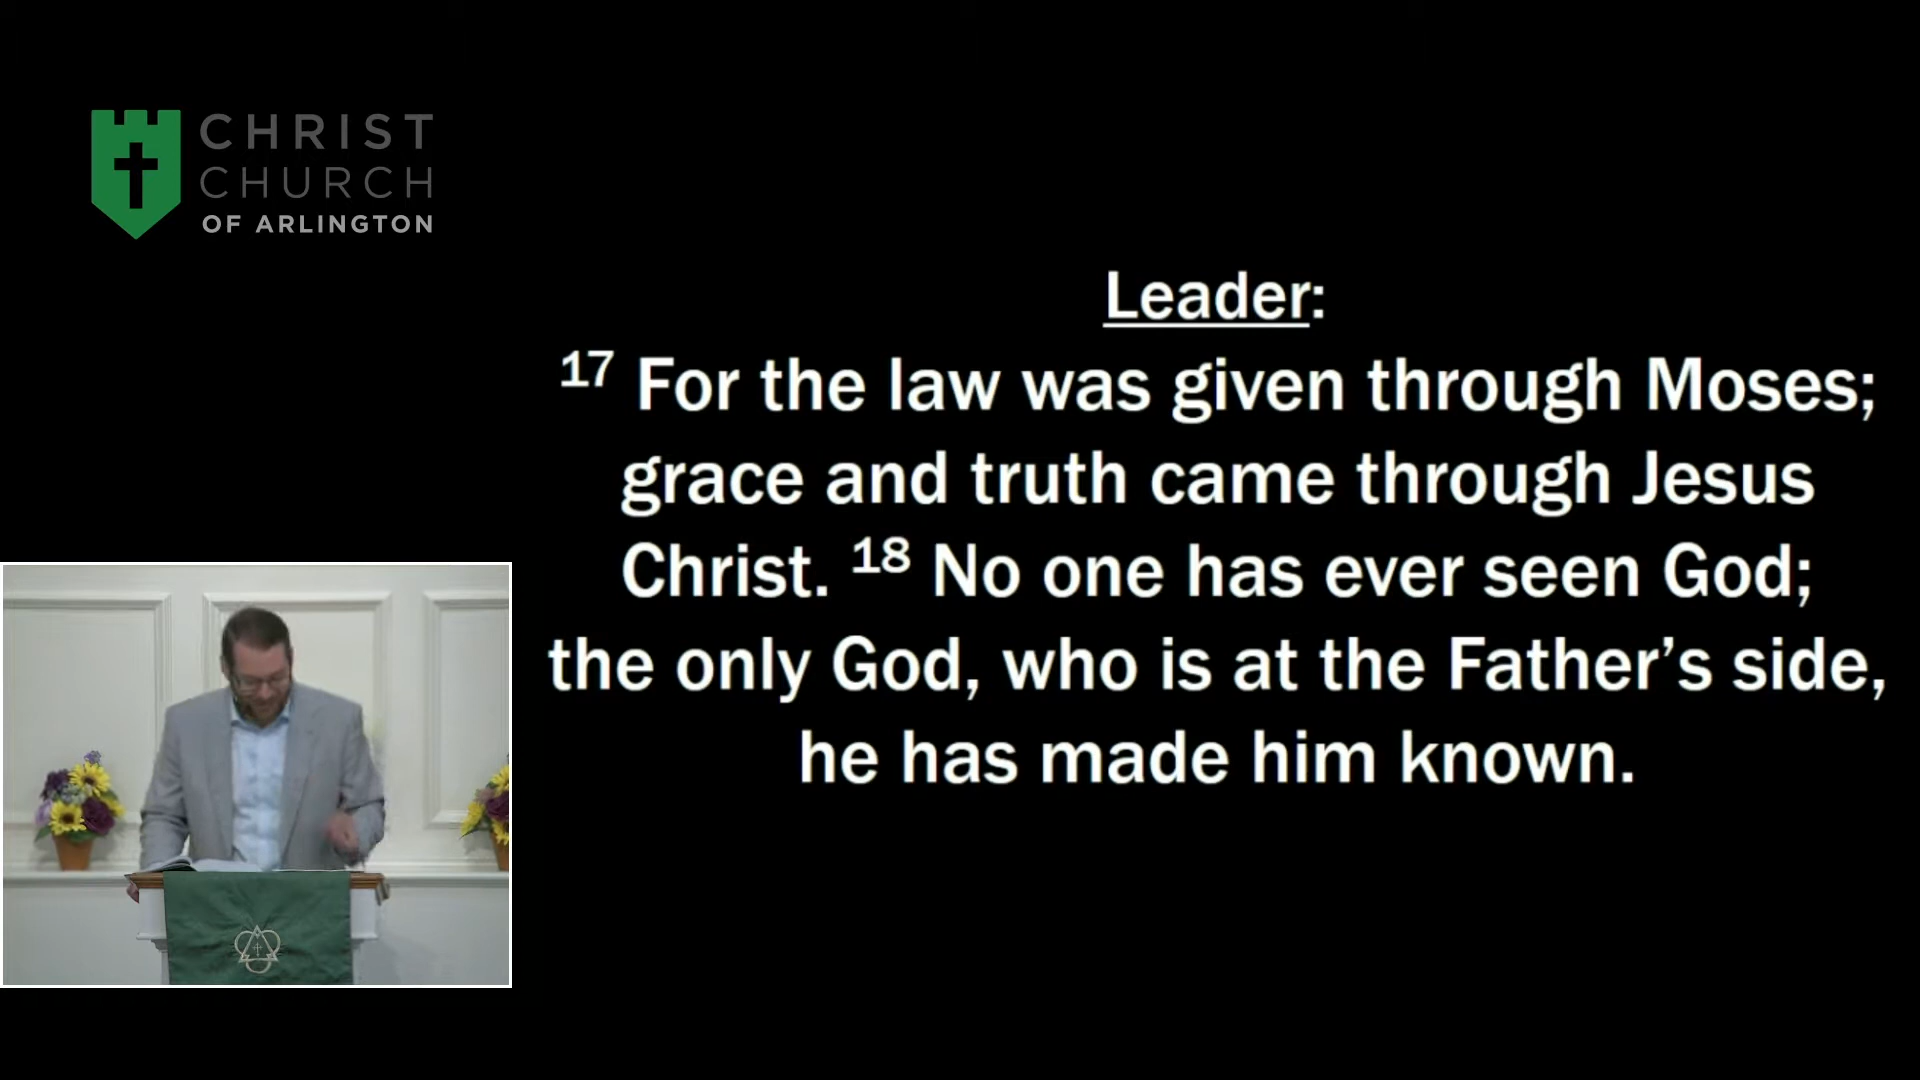 CHRIST
CHURCH
OF ARLINGTON
Leader:
17 For the law was given through Moses;
grace and truth came through Jesus
Christ. 18 No one has ever seen God;
the only God, who is at the Father’s side,
he has made him known.